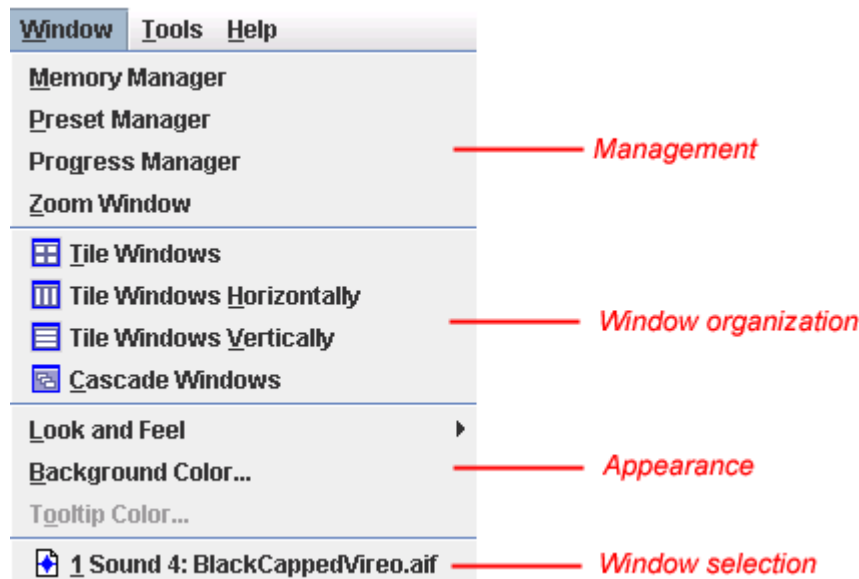 Window Tools Help
Memory Manager
Preset Manager
Progress Manager
Management
Zoom Window
Tile Windows
Tile Windows Horizontally
Window organization
Tile Windows Vertically
Cascade Windows
Look and Feel
Background Color...
Appearance
Tooltip Color...
1 Sound 4: BlackCappedVireo.aif
Window selection